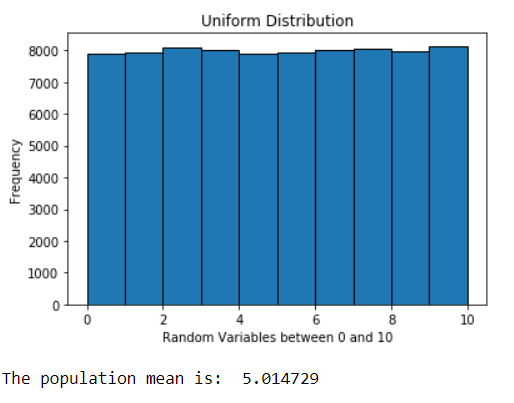 Uniform Distribution
8000
7000
6000
5000
4000
3000
2000
1000
0
Frequency
0 2 4 6 8 10
Random Variables between 0 and 10
The population mean is:  5.014729